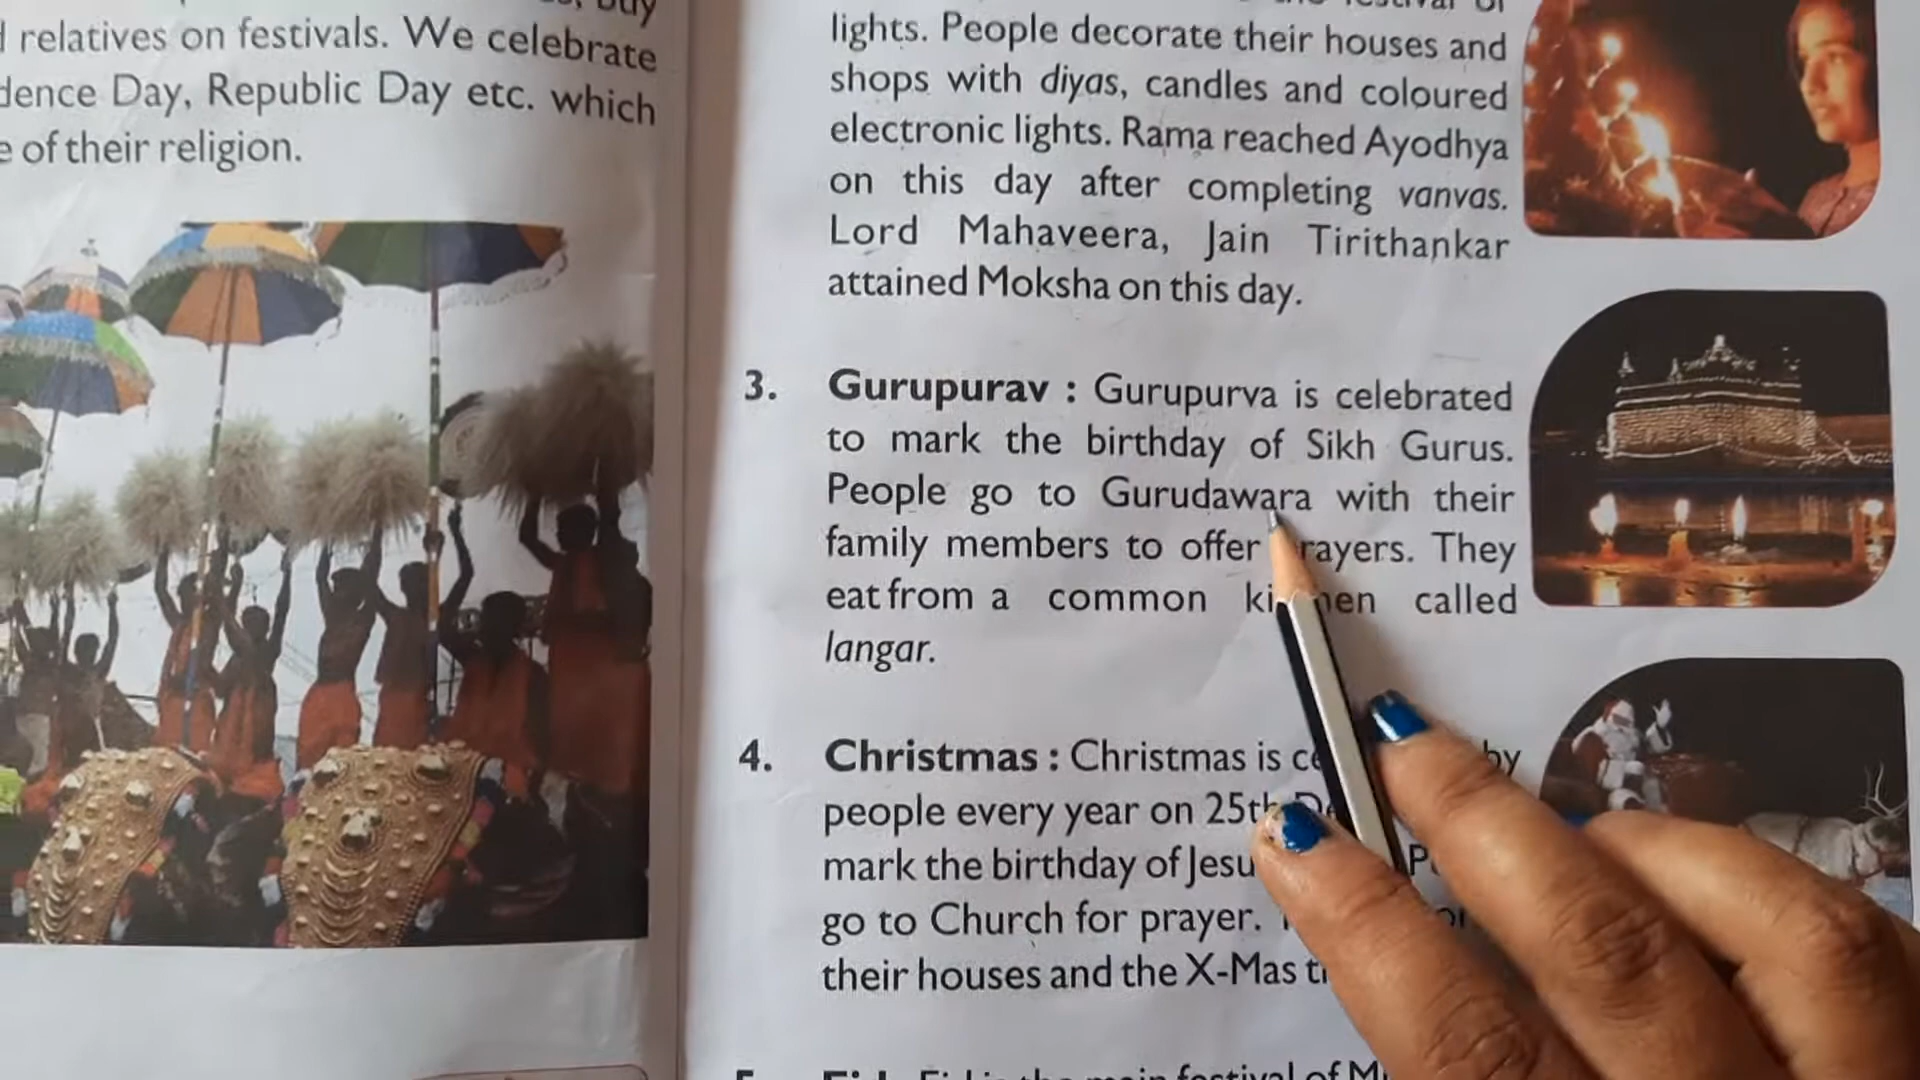 relatives on festivals. We celebrate
Day, Republic Day etc. which
of their religion.
lights. People decorate their houses and
shops with diyas, candles and coloured
electronic lights. Rama reached Ayodhya
on this day after completing vanvas.
Lord Mahaveera, Jain Tirithankar
attained Moksha on this day.
3. Gurupurav : Gurupurva is celebrated
to mark the birthday of Sikh Gurus.
People go to Gurudawara with their
family members to offer
They
eat from a common called
langar.
4. Christmas : Christmas is by
people every year on 25th
mark the birthday of
go to Church for prayer.
their houses and the X-Mas
the main festival of